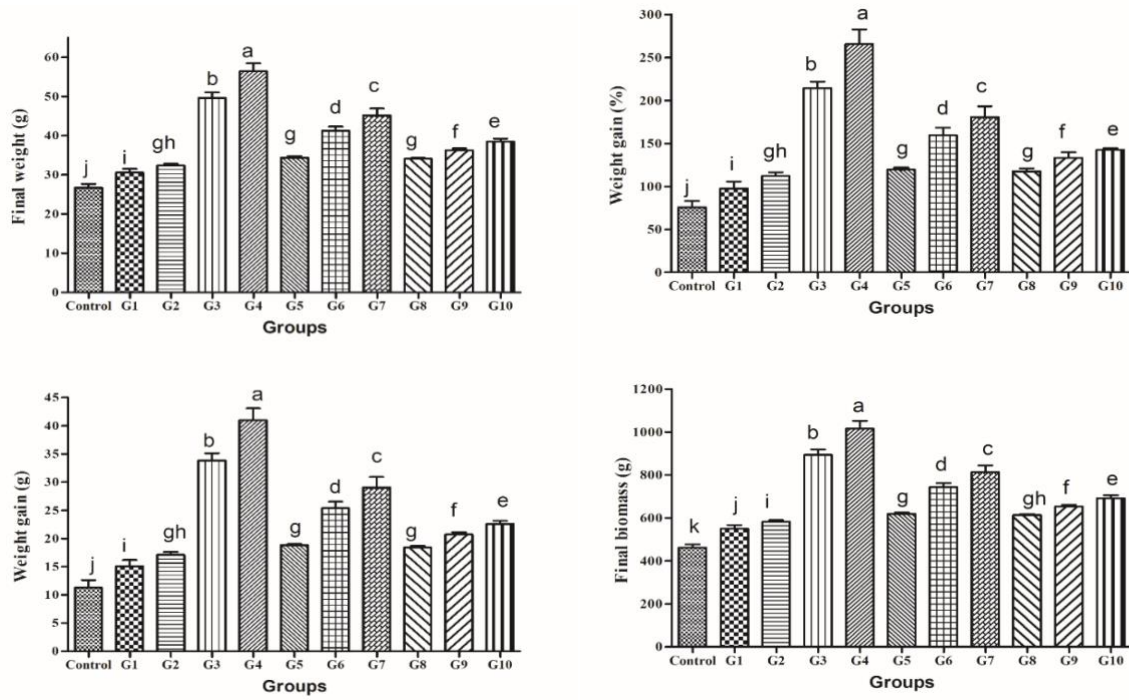 Final weight (g)
60
50
40
30
20
10
0
j
i
gh
b
a
g
d
c
g
f
e
Control G1 G2 G3 G4 G5 G6 G7 G8 G9 G10
Groups
Weight gain (%)
300
250
200
150
100
50
0
j
i
gh
b
a
g
d
c
g
f
e
Control G1 G2 G3 G4 G5 G6 G7 G8 G9 G10
Groups
Weight gain (g)
45
40
35
30
25
20
15
10
5
0
j
i
gh
b
a
g
d
c
g
f
e
Control G1 G2 G3 G4 G5 G6 G7 G8 G9 G10
Groups
Final biomass (g)
1200
1000
800
600
400
200
0
k
j
i
b
a
g
d
c
gh
f
e
Control G1 G2 G3 G4 G5 G6 G7 G8 G9 G10
Groups